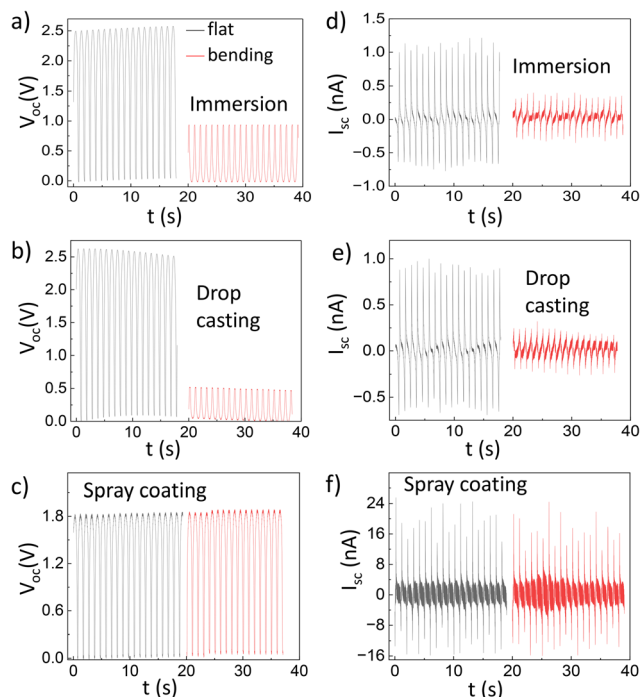 a)
2.5
2.0
1.5
1.0
0.5
0.0
V_oc(V)
flat
bending
Immersion
0 10 20 30 40
t (s)
d)
1.5
1.0
0.5
0.0
−0.5
−1.0
I_sc (nA)
Immersion
0 10 20 30 40
t (s)
b)
2.5
2.0
1.5
1.0
0.5
0.0
V_oc(V)
Drop
casting
0 10 20 30 40
t (s)
e)
1.0
0.5
0.0
−0.5
I_sc (nA)
Drop
casting
0 10 20 30 40
t (s)
c)
Spray coating
1.8
1.2
0.6
0.0
V_oc(V)
0 10 20 30 40
t (s)
f)
Spray coating
24
16
8
0
−8
−16
I_sc (nA)
0 10 20 30 40
t (s)